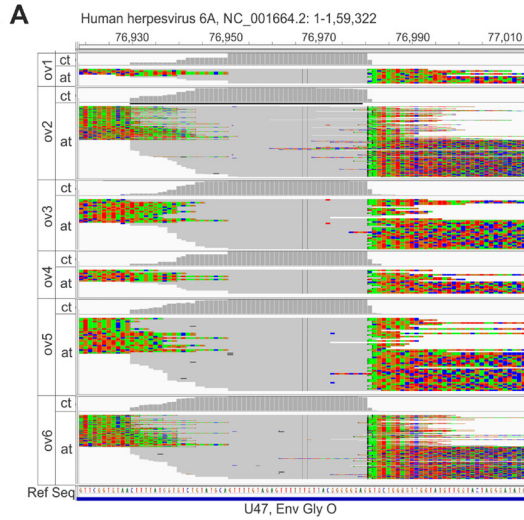 A
Human herpesvirus 6A, NC_001664.2: 1-1,59,322
76,930 76,950 76,970 76,990 77,010
ov1 ct
at
ov2 ct
at
ov3 ct
at
ov4 ct
at
ov5 ct
at
ov6 ct
at
Ref Seq
U47, Env Gly O